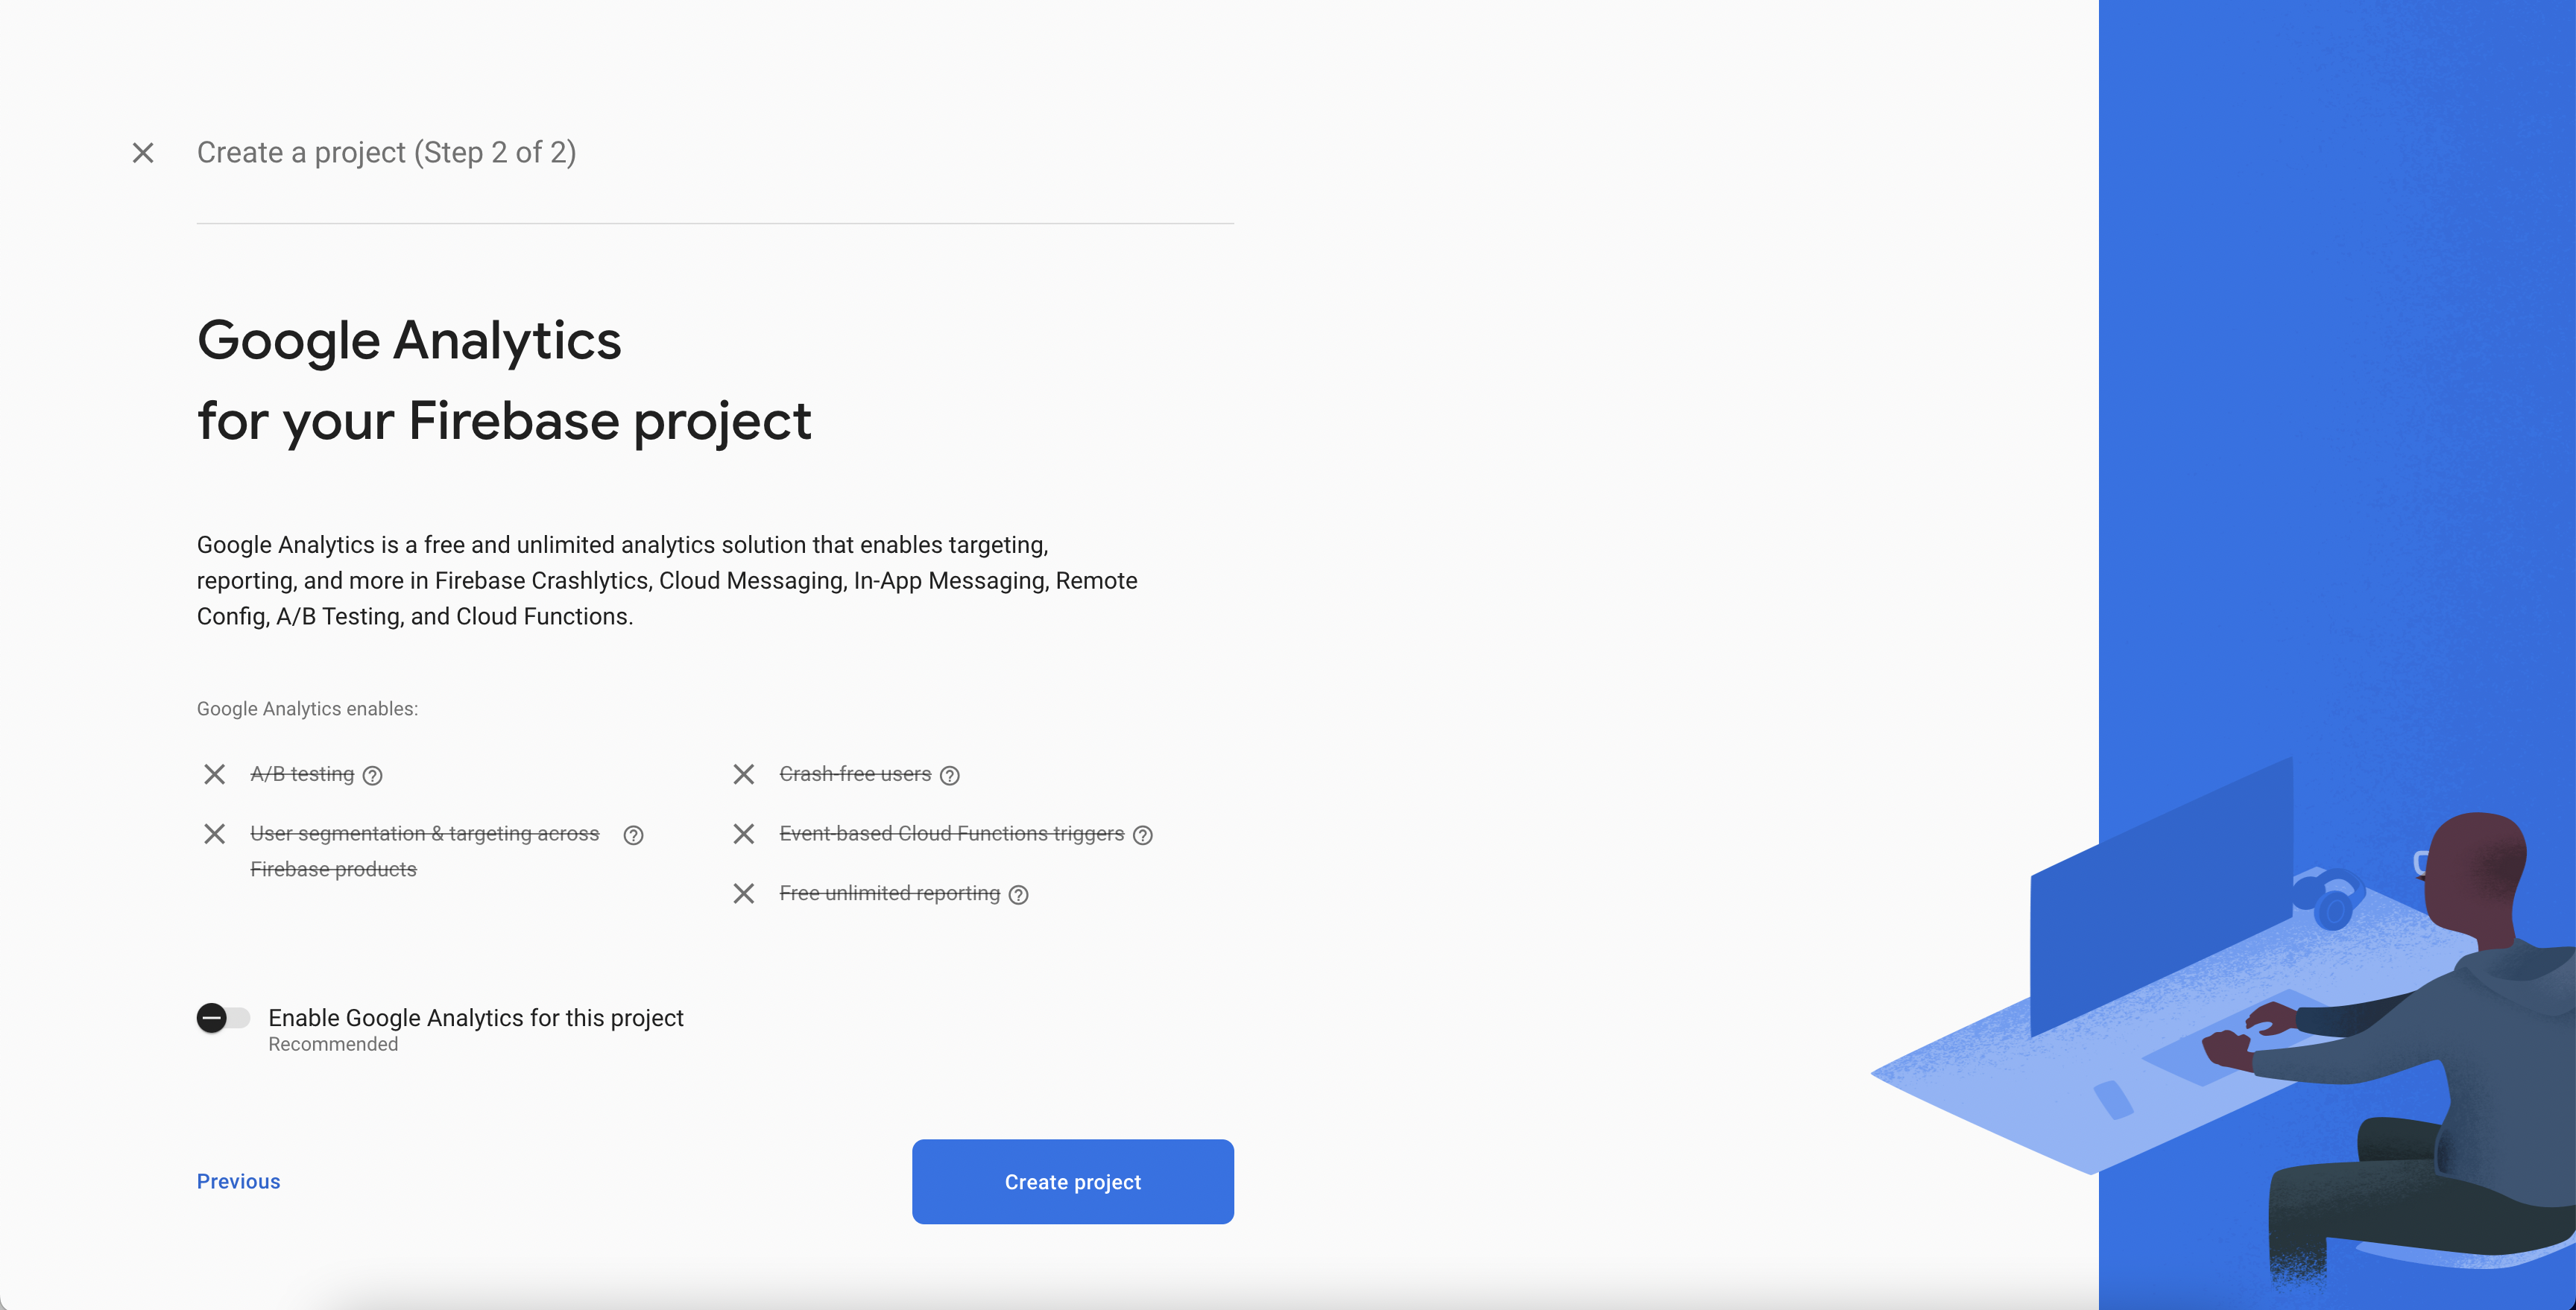 Create a project (Step 2 of 2)
Google Analytics
for your Firebase project
Google Analytics is a free and unlimited analytics solution that enables targeting,
reporting, and more in Firebase Crashlytics, Cloud Messaging, In-App Messaging, Remote
Config, A/B Testing, and Cloud Functions.
Google Analytics enables:
A/B testing
User segmentation & targeting across
Firebase products
Crash-free users
Event-based Cloud Functions triggers
Free unlimited reporting
Enable Google Analytics for this project
Recommended
Previous
Create project